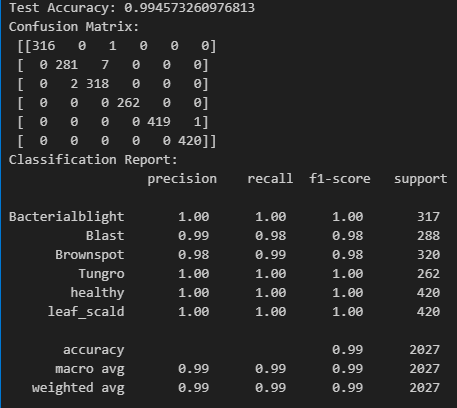 Test Accuracy: 0.994573260976813
Confusion Matrix:
[[316 0 1 0 0 0]
[ 0 281 7 0 0 0]
[ 0 2 318 0 0 0]
[ 0 0 0 262 0 0]
[ 0 0 0 0 419 1]
[ 0 0 0 0 0 420]]
Classification Report:
precision recall f1-score support
Bacterialblight 1.00 1.00 1.00 317
Blast 0.99 0.98 0.98 288
Brownspot 0.98 0.99 0.98 320
Tungro 1.00 1.00 1.00 262
healthy 1.00 1.00 1.00 420
leaf_scald 1.00 1.00 1.00 420
accuracy 0.99 2027
macro avg 0.99 0.99 0.99 2027
weighted avg 0.99 0.99 0.99 2027